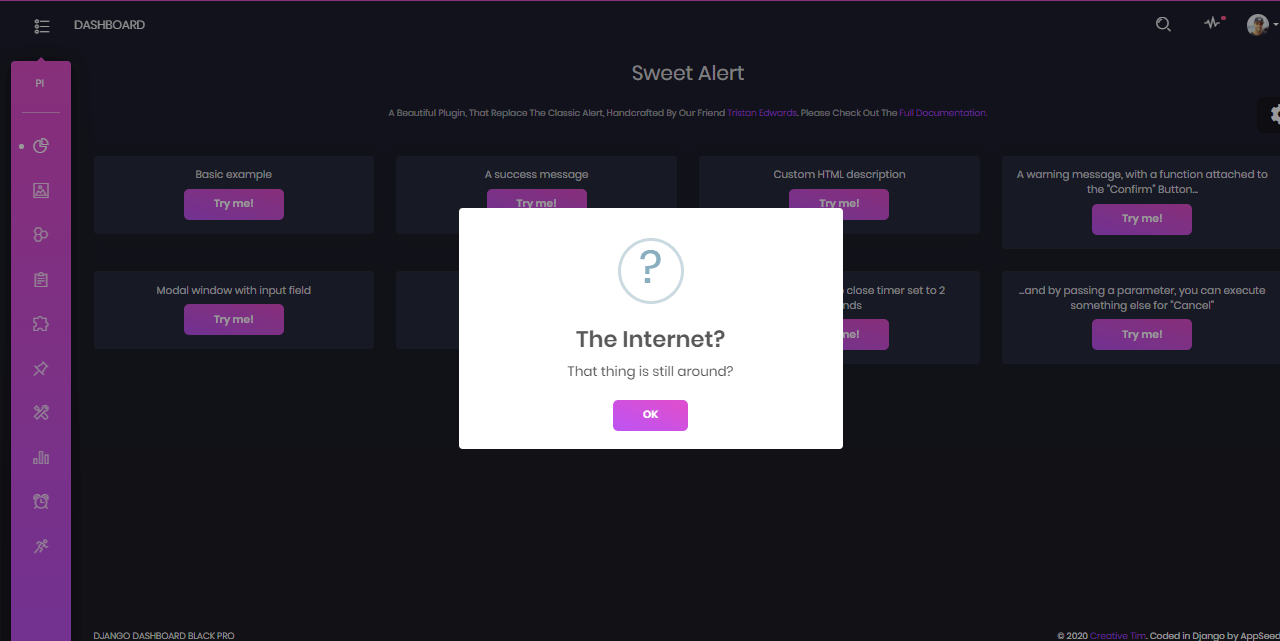 DASHBOARD
PI
Sweet Alert
A Beautiful Plugin, That Replace The Classic Alert, Handcrafted By Our Friend Tristan Edwards. Please Check Out The Full Documentation.
Basic example
Try me!
A success message
Try me!
Custom HTML description
Try me!
A warning message, with a function attached to
the "Confirm" Button...
Try me!
Modal window with input field
Try me!
close timer set to 2
...and by passing a parameter, you can execute
something else for "Cancel"
Try me!
?
The Internet?
That thing is still around?
OK
DJANGO DASHBOARD BLACK PRO
© 2020 Creative Tim. Coded in Django by AppSeed